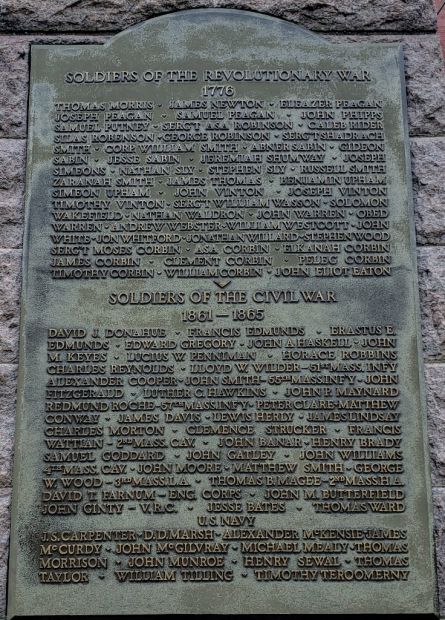 SOLDIERS OF THE REVOLUTIONARY WAR
1776
THOMAS MORRIS · JAMES NEWTON · ELEAZER PEAGAN
JOSEPH PEAGAN · SAMUEL PEAGAN · JOHN PHIPPS
SAMUEL PUTNEY · SERG'T ASA ROBINSON · CALEB RIDER
SILAS ROBENSON · GEORGE ROBINSON · SERG'T SHADRACH
SMITH · CORP. WILLIAM SMITH · ABNER SABIN · GIDEON
SABIN · JESSE SABIN · JEREMIAH SHUMWAY · JOSEPH
SIMEONS · NATHAN SLY · STEPHEN SLY · RUSSELL SMITH
ZARANAH SMITH · JAMES THOMAS · BENJAMIN UPHAM
SIMEON UPHAM · JOHN VINTON · JOSEPH VINTON
TIMOTHY VINTON · SERG'T WILLIAM WASSON · SOLOMON
WAKEFIELD · NATHAN WALDRON · JOHN WARREN · OBED
WARREN · ANDREW WEBSTER · WILLIAM WESTCOTT · JOHN
WHITE · JON WHITFORD · JONATHAN WILLARD · STEPHEN WOOD
SERG'T MOSES CORBIN · ASA CORBIN · ELKANAH CORBIN
JAMES CORBIN · CLEMENT CORBIN · PELEG CORBIN
TIMOTHY CORBIN · WILLIAM CORBIN · JOHN ELIOT EATON
SOLDIERS OF THE CIVIL WAR
1861 – 1865
DAVID J. DONAHUE · FRANCIS EDMUNDS · ERASTUS E.
EDMUNDS · EDWARD GREGORY · JOHN A. HASKELL · JOHN
M. KEYES · LUCIUS W. PENNIMAN · HORACE ROBBINS
CHARLES REYNOLDS · LLOYD W. WILDER – 51ST MASS. INFY
ALEXANDER COOPER · JOHN SMITH – 55TH MASS INFY · JOHN
FITZGERALD · LUTHER C. HAWKINS · JOHN P. MAYNARD
REDMUND ROCHE – 57TH MASS INFY · PETER CLARE · MATHEW
CONWAY · JAMES DAVIS · LEWIS HERDY · JAMES LINDSAY
CHARLES MORTON · CLEMENCE STRUCKER · FRANCIS
WATTIAN – 2ND MASS. CAV. · JOHN BANAR · HENRY BRADY
SAMUEL GODDARD · JOHN GATLEY · JOHN WILLIAMS
4TH MASS. CAV · JOHN MOORE · MATTHEW SMITH · GEORGE
W. WOOD – 3RD MASS. L.A. · THOMAS B. MAGEE – 2ND MASS H.A.
DAVID T. FARNUM – ENG. CORPS · JOHN M. BUTTERFIELD
JOHN GINTY – V.R.C. · JESSE BATES · THOMAS WARD
U.S. NAVY
J.S. CARPENTER · D.D. MARSH · ALEXANDER McKENSIE · JAMES
McCURDY · JOHN McGILVRAY · MICHAEL MEALY · THOMAS
MORRISON · JOHN MUNROE · HENRY SEWAL · THOMAS
TAYLOR · WILLIAM TILLING · TIMOTHY TEROOMERNY